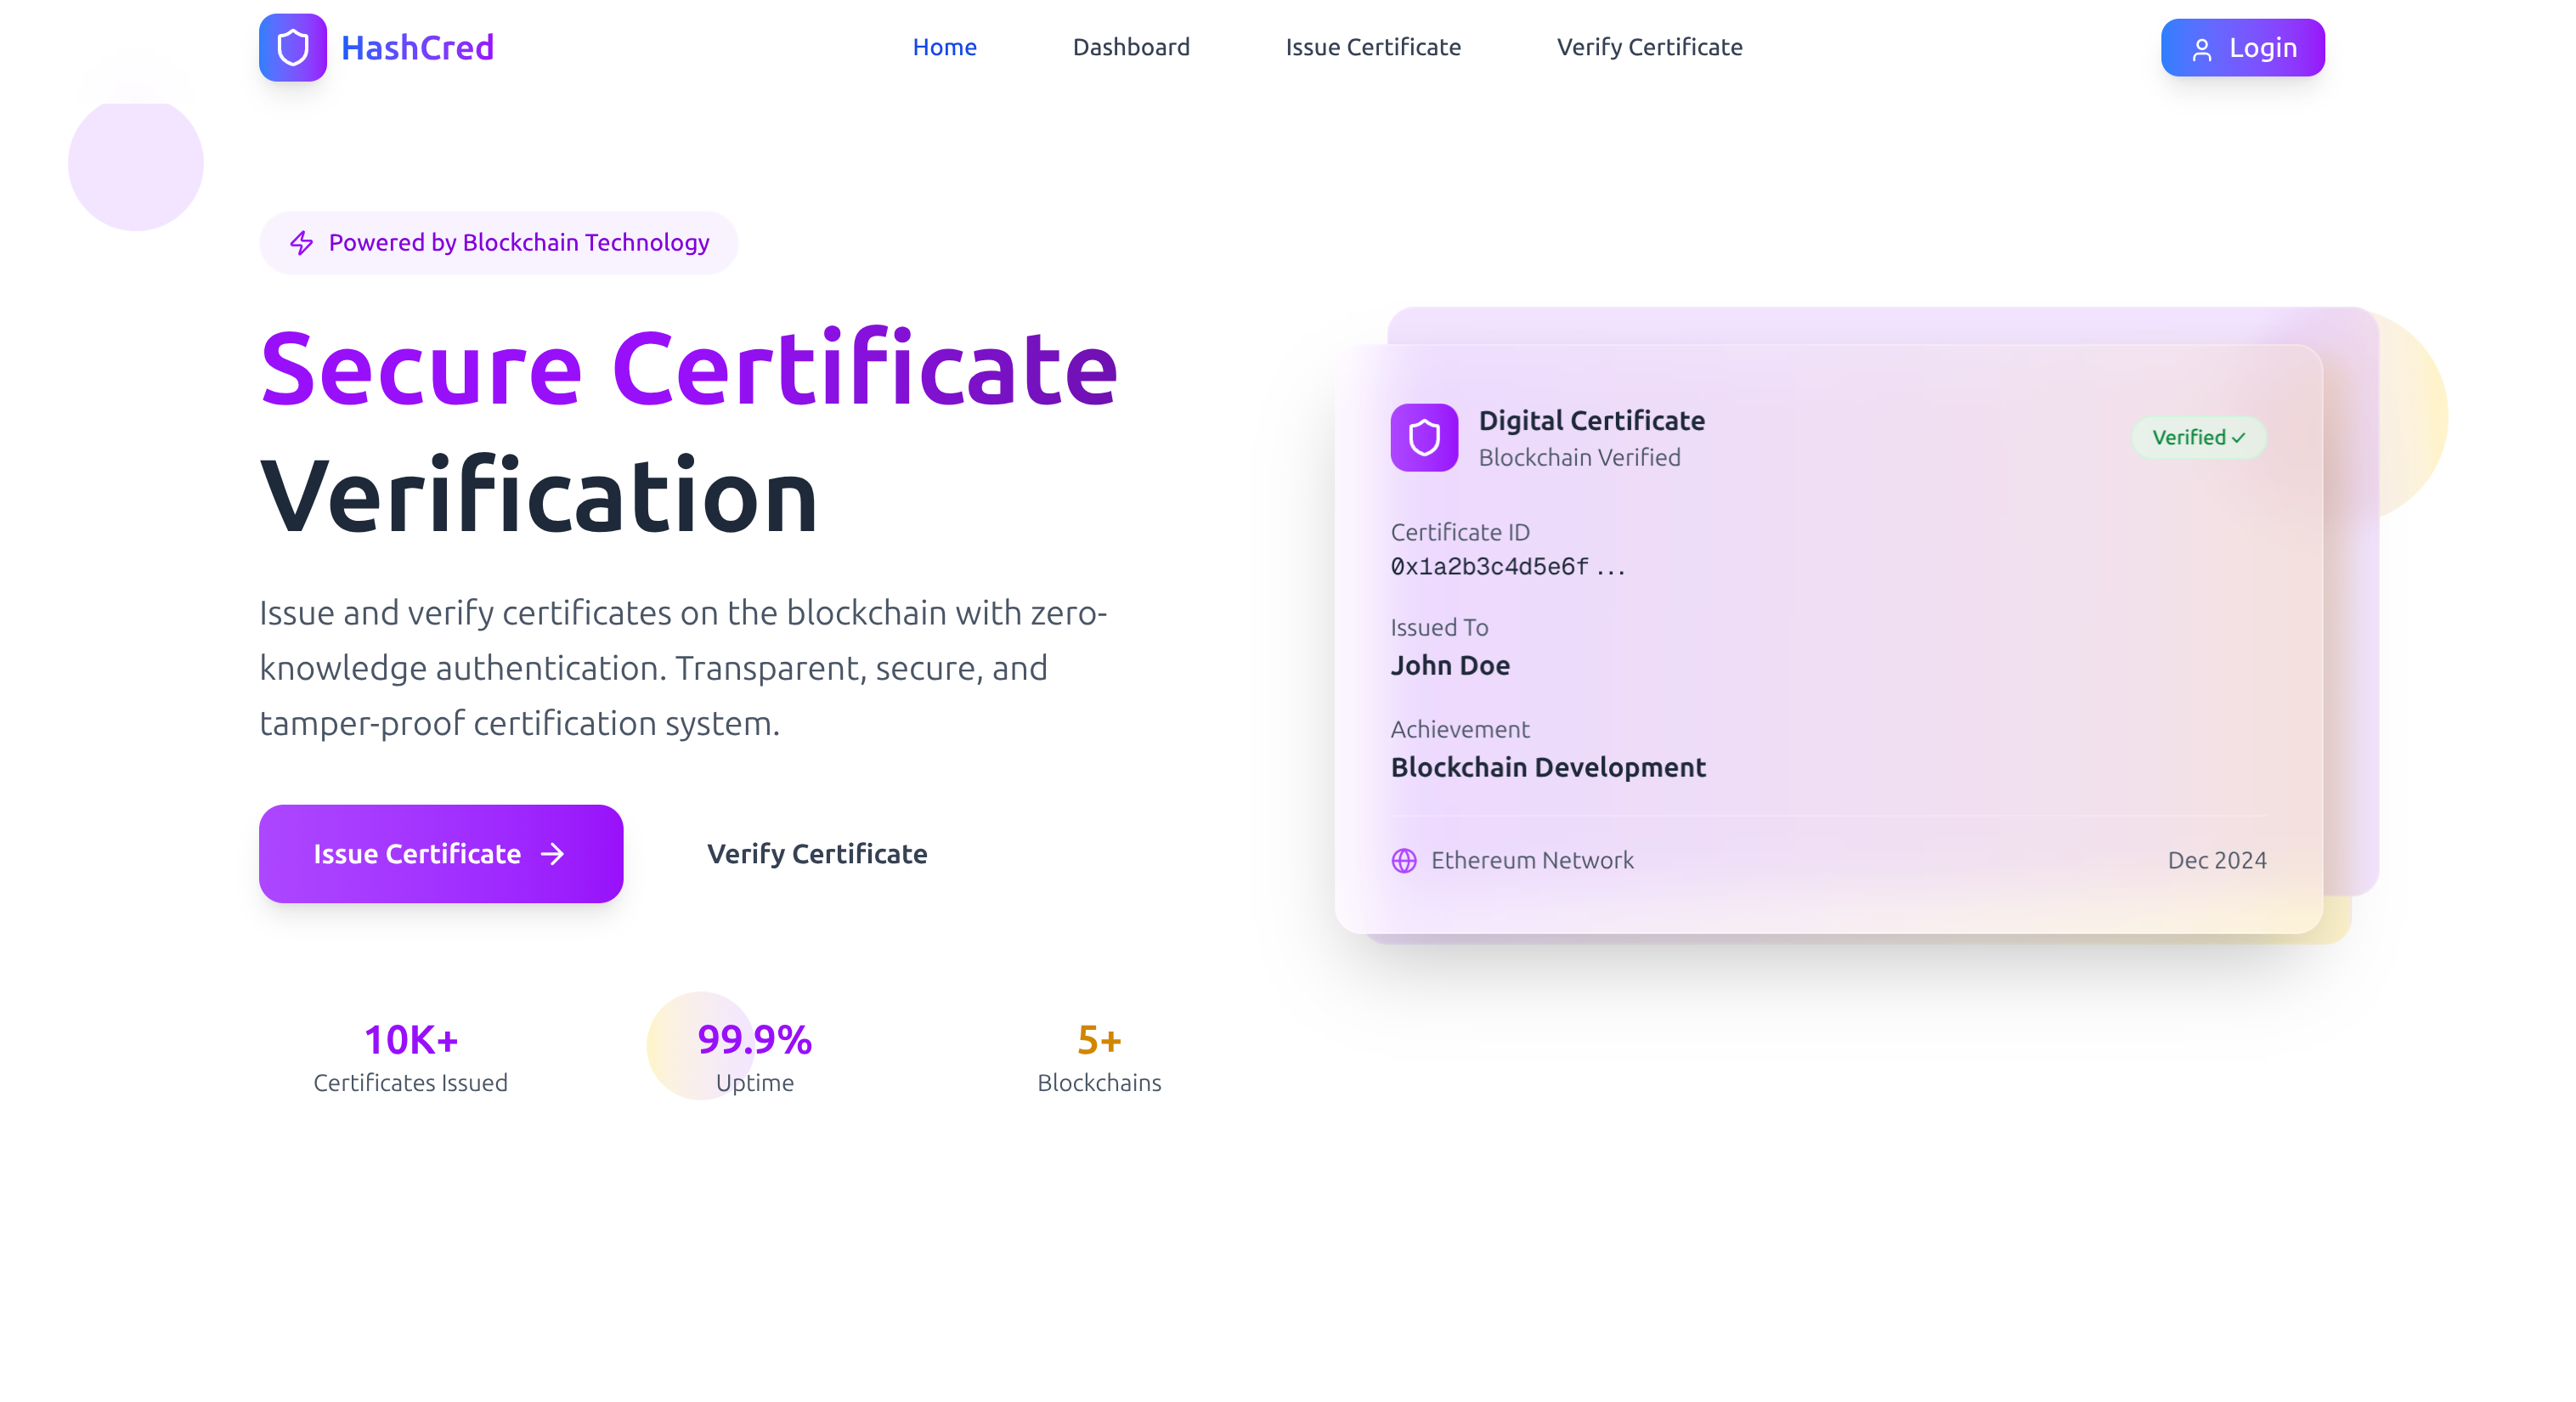 HashCred
Home
Dashboard
Issue Certificate
Verify Certificate
Login
Powered by Blockchain Technology
Secure Certificate
Verification
Issue and verify certificates on the blockchain with zero-
knowledge authentication. Transparent, secure, and
tamper-proof certification system.
Issue Certificate →
Verify Certificate
10K+
Certificates Issued
99.9%
Uptime
5+
Blockchains
Digital Certificate
Blockchain Verified
Verified ✓
Certificate ID
0x1a2b3c4d5e6f...
Issued To
John Doe
Achievement
Blockchain Development
Ethereum Network
Dec 2024